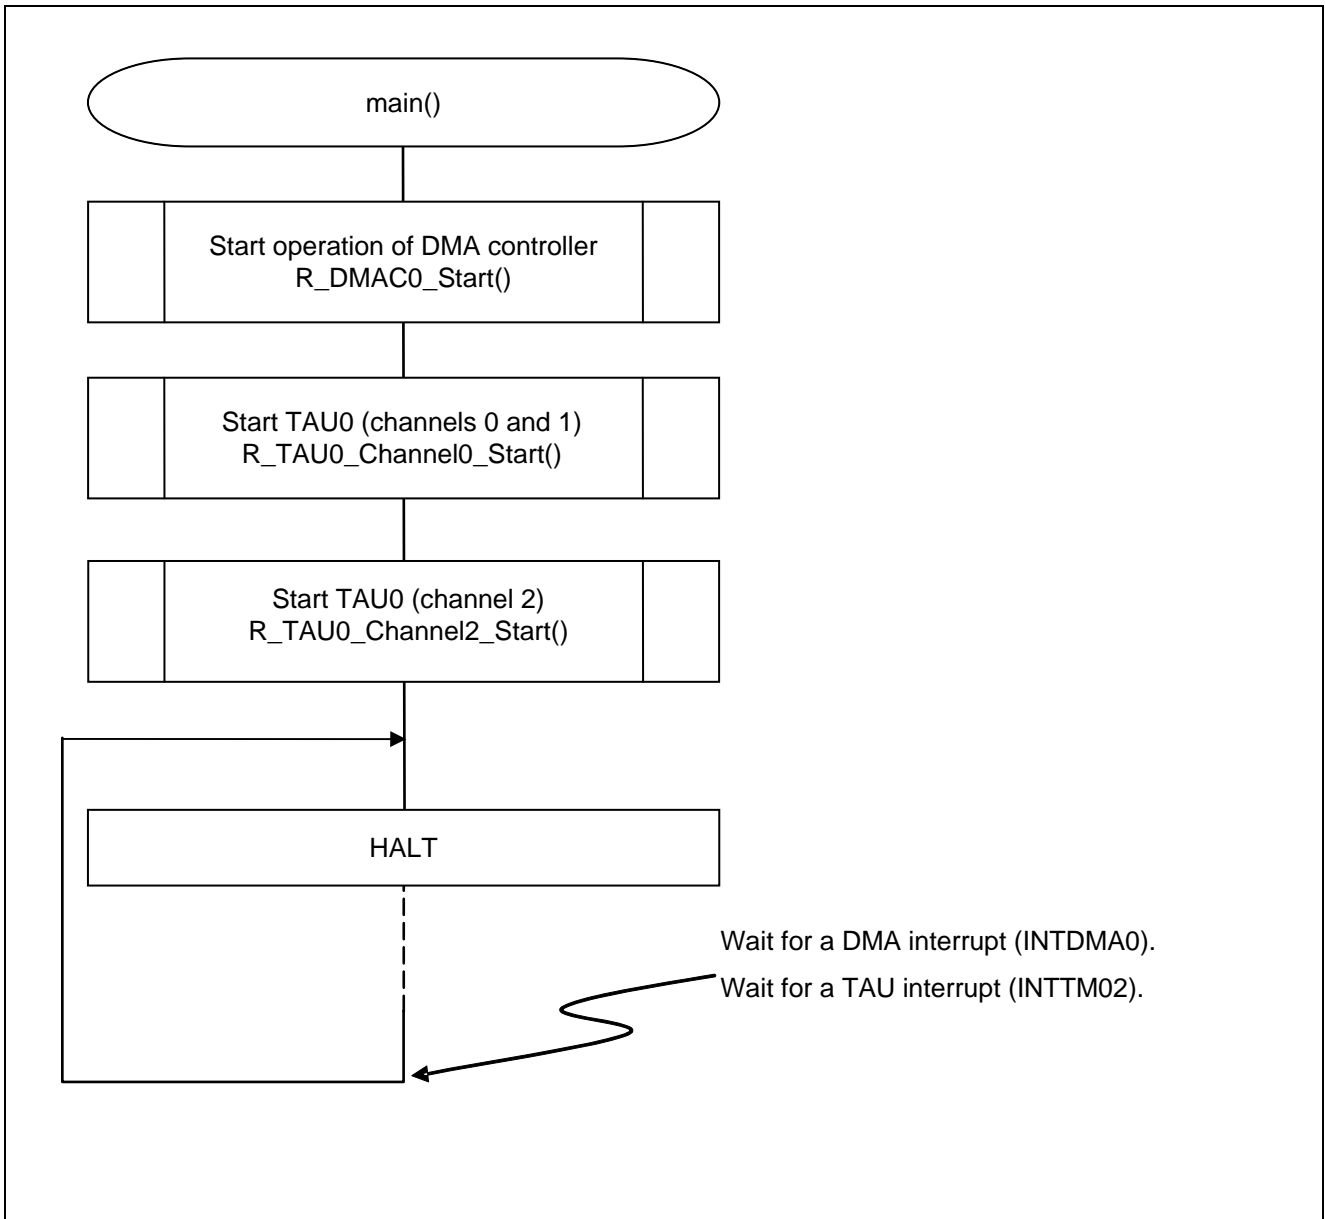 main()
Start operation of DMA controller
R_DMAC0_Start()
Start TAU0 (channels 0 and 1)
R_TAU0_Channel0_Start()
Start TAU0 (channel 2)
R_TAU0_Channel2_Start()
HALT
Wait for a DMA interrupt (INTDMA0).
Wait for a TAU interrupt (INTTM02).